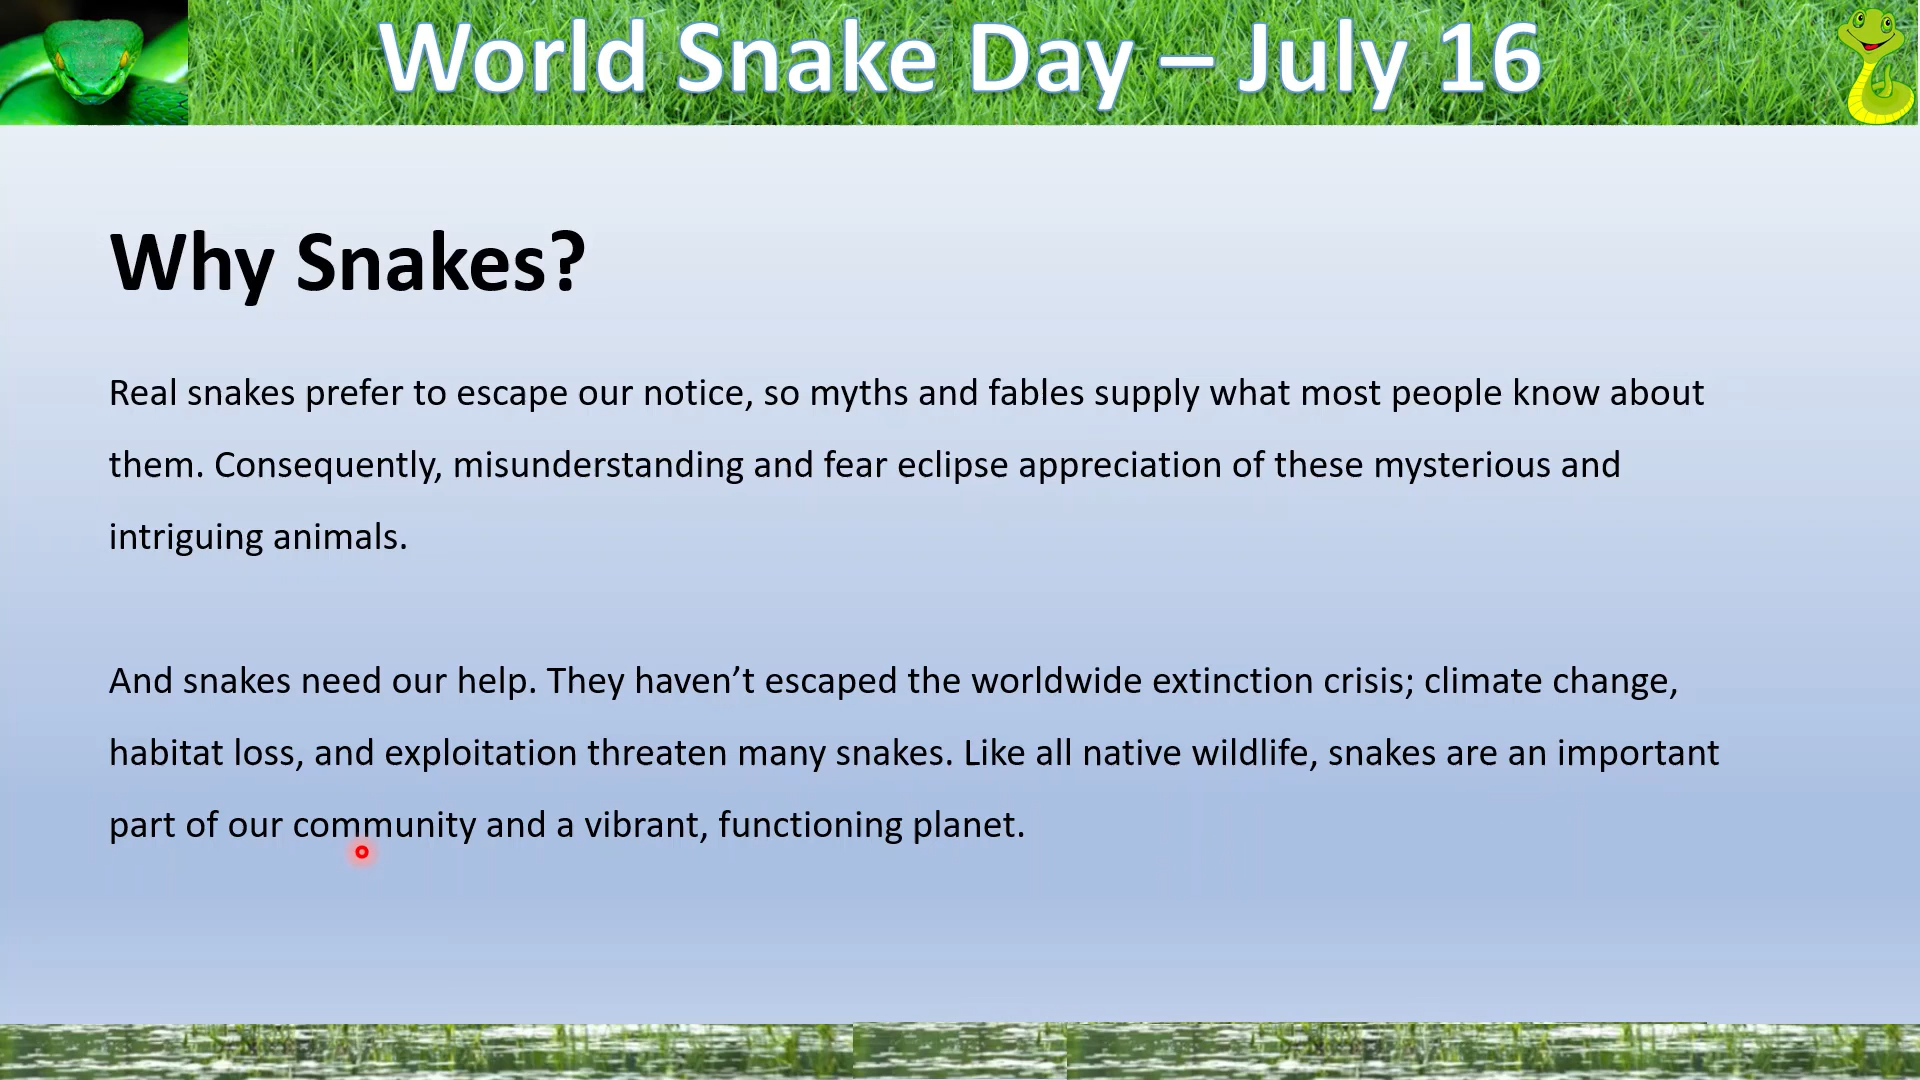 World Snake Day – July 16
Why Snakes?
Real snakes prefer to escape our notice, so myths and fables supply what most people know about
them. Consequently, misunderstanding and fear eclipse appreciation of these mysterious and
intriguing animals.
And snakes need our help. They haven’t escaped the worldwide extinction crisis; climate change,
habitat loss, and exploitation threaten many snakes. Like all native wildlife, snakes are an important
part of our community and a vibrant, functioning planet.